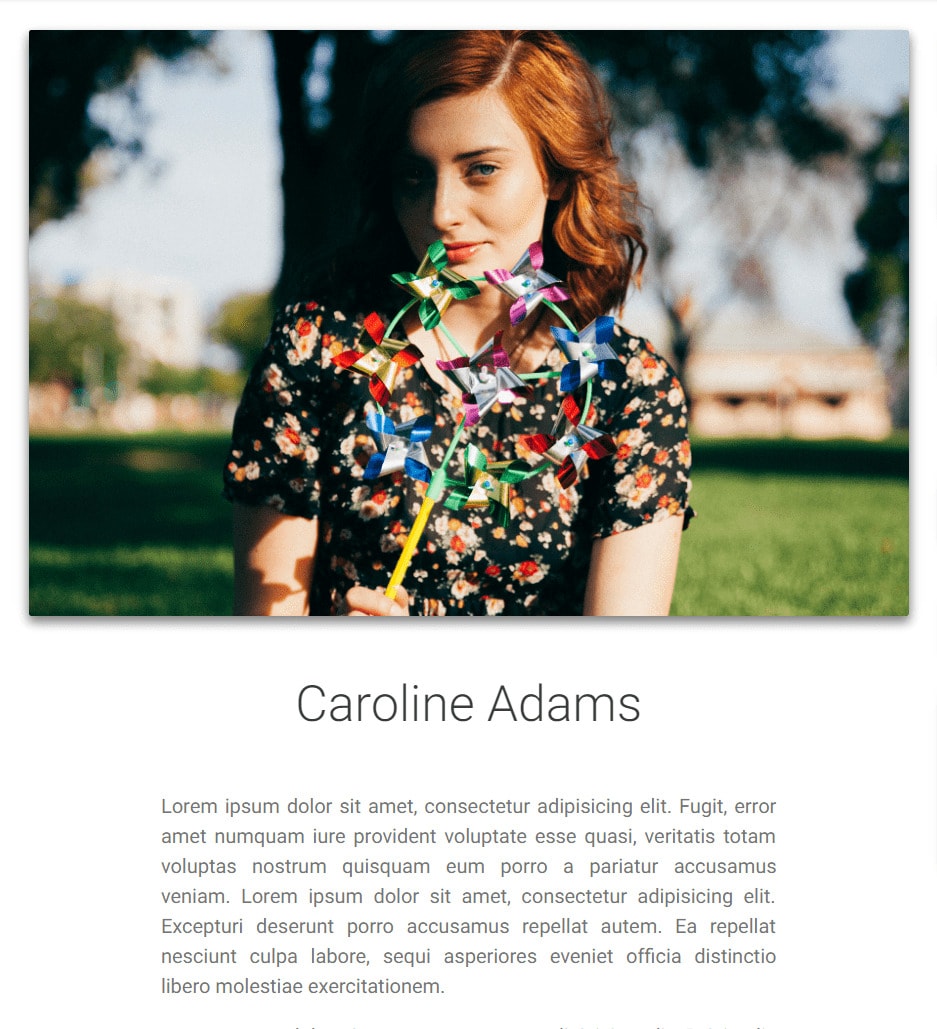 Caroline Adams
Lorem ipsum dolor sit amet, consectetur adipisicing elit. Fugit, error
amet numquam iure provident voluptate esse quasi, veritatis totam
voluptas nostrum quisquam eum porro a pariatur accusamus
veniam. Lorem ipsum dolor sit amet, consectetur adipisicing elit.
Excepturi deserunt porro accusamus repellat autem. Ea repellat
nesciunt culpa labore, sequi asperiores eveniet officia distinctio
libero molestiae exercitationem.